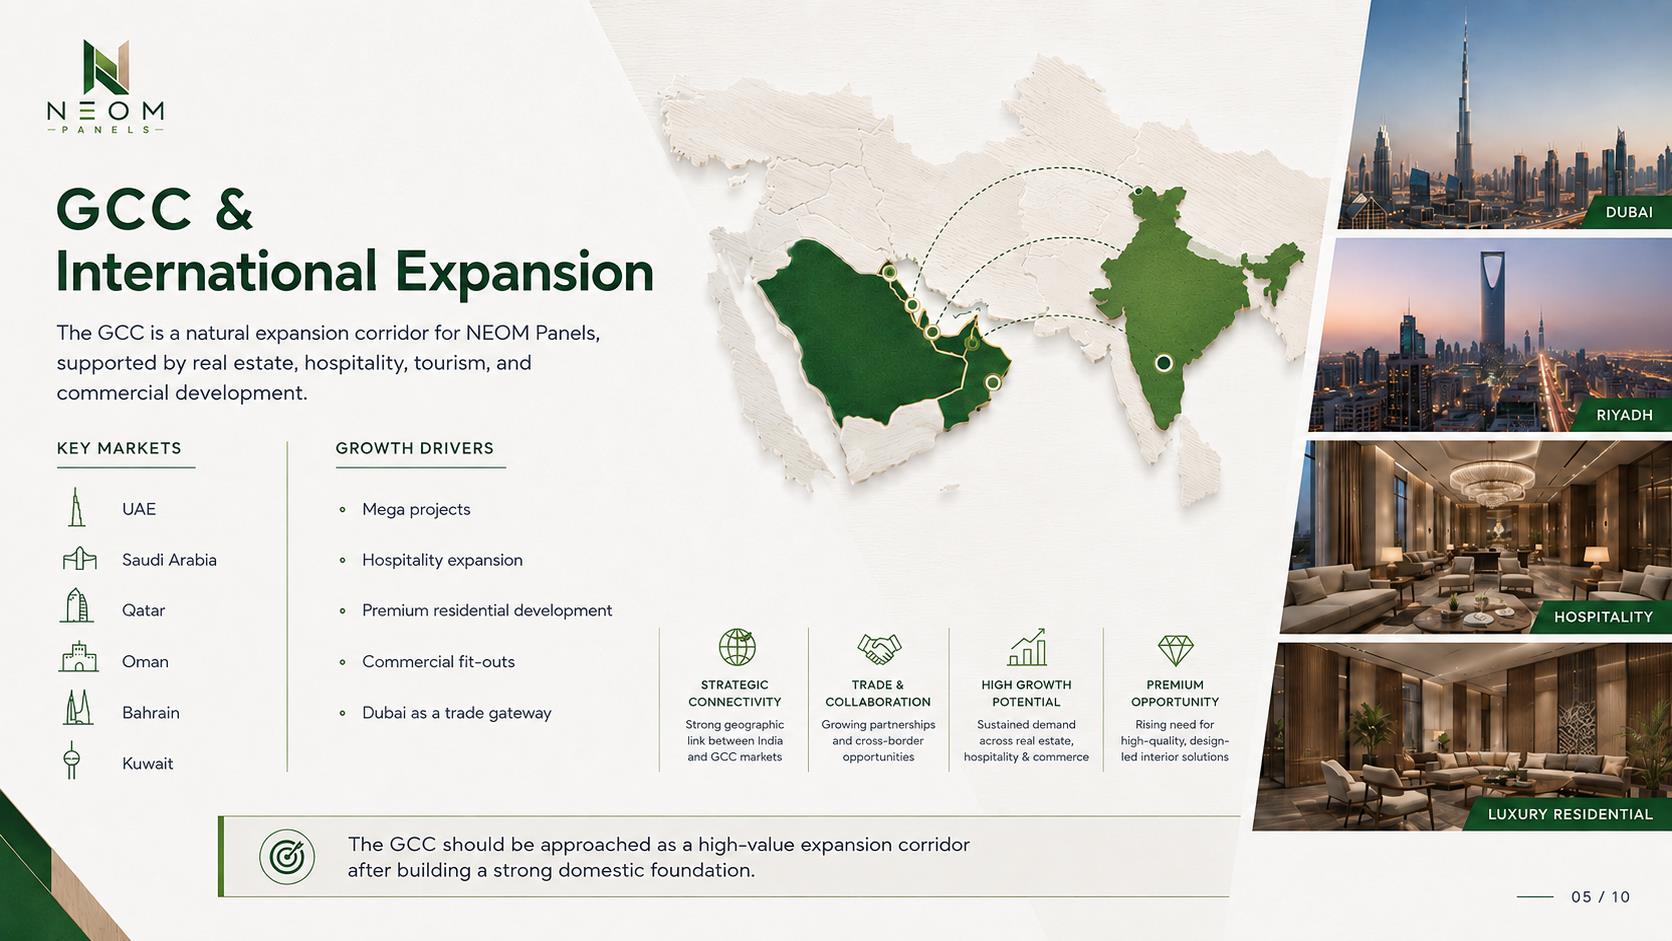 NEOM
PANELS
GCC &
International Expansion
The GCC is a natural expansion corridor for NEOM Panels,
supported by real estate, hospitality, tourism, and
commercial development.
KEY MARKETS
UAE
Saudi Arabia
Qatar
Oman
Bahrain
Kuwait
GROWTH DRIVERS
Mega projects
Hospitality expansion
Premium residential development
Commercial fit-outs
Dubai as a trade gateway
STRATEGIC
CONNECTIVITY
Strong geographic
link between India
and GCC markets
TRADE &
COLLABORATION
Growing partnerships
and cross-border
opportunities
HIGH GROWTH
POTENTIAL
Sustained demand
across real estate,
hospitality & commerce
PREMIUM
OPPORTUNITY
Rising need for
high-quality, design-
led interior solutions
DUBAI
RIYADH
HOSPITALITY
LUXURY RESIDENTIAL
The GCC should be approached as a high-value expansion corridor
after building a strong domestic foundation.
05 / 10